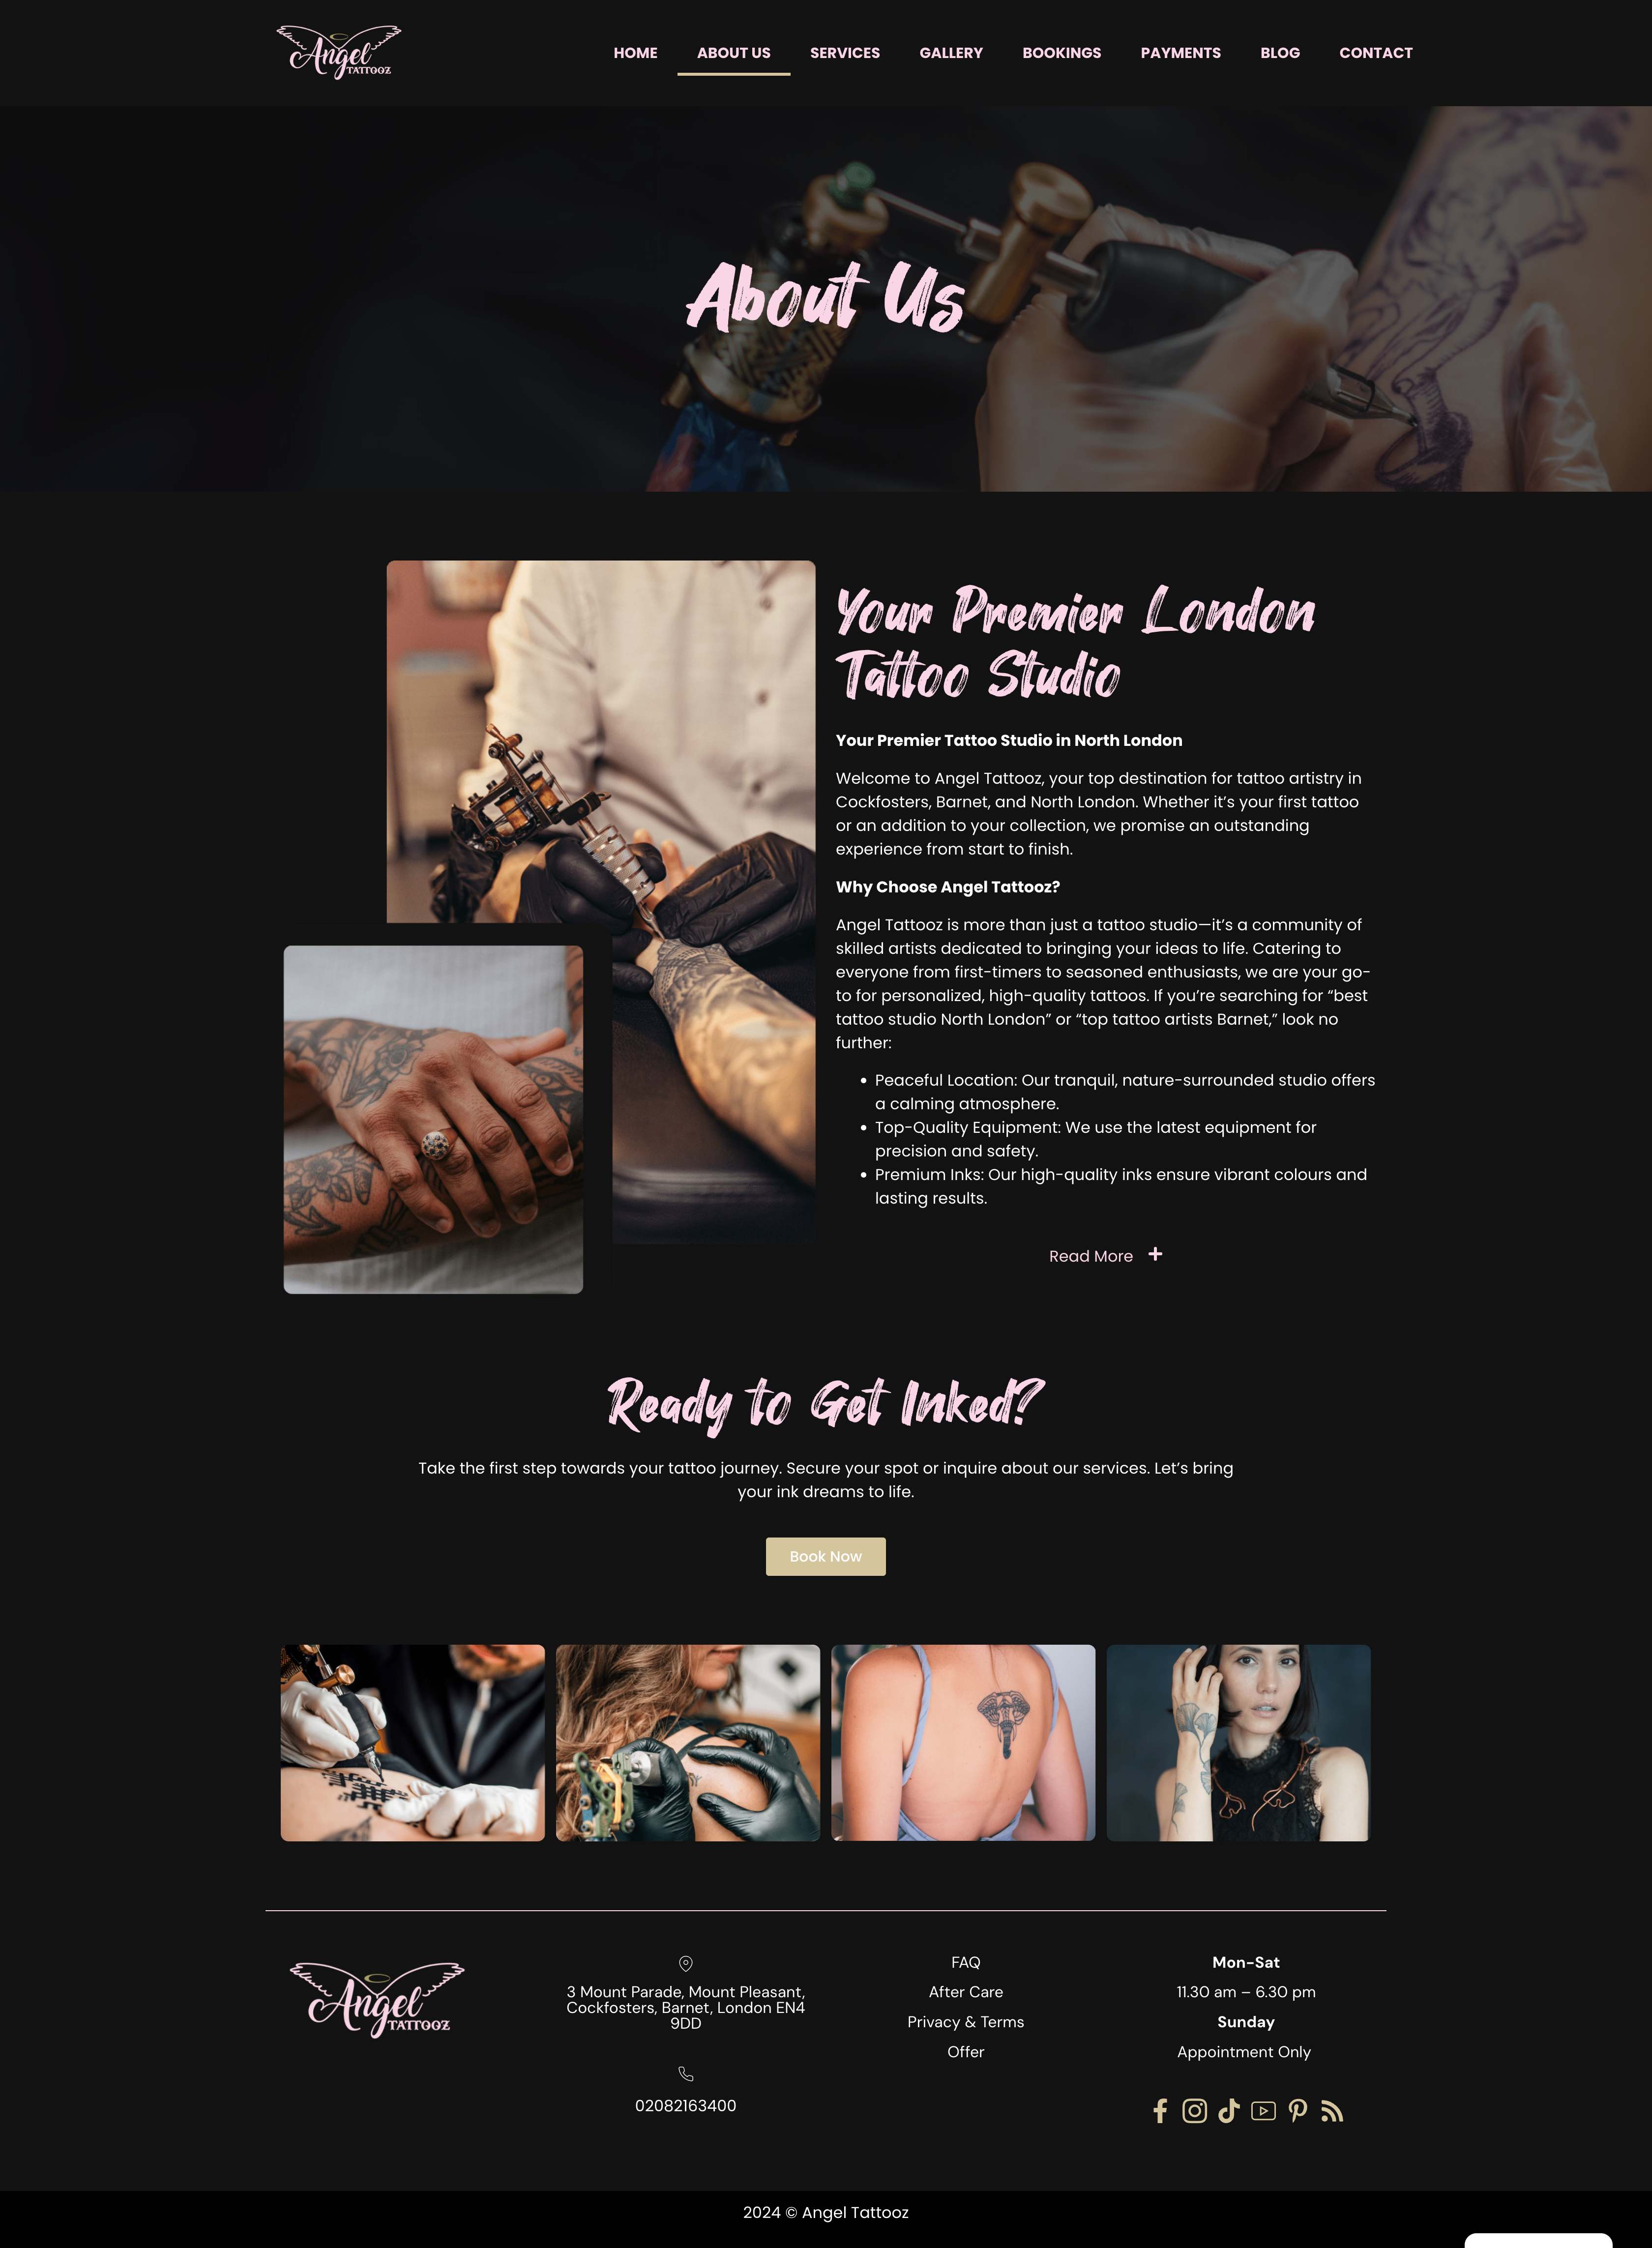 Angel
TATTOOZ
HOME ABOUT US SERVICES GALLERY BOOKINGS PAYMENTS BLOG CONTACT
About Us
Your Premier London
Tattoo Studio
Your Premier Tattoo Studio in North London
Welcome to Angel Tattooz, your top destination for tattoo artistry in
Cockfosters, Barnet, and North London. Whether it’s your first tattoo
or an addition to your collection, we promise an outstanding
experience from start to finish.
Why Choose Angel Tattooz?
Angel Tattooz is more than just a tattoo studio—it’s a community of
skilled artists dedicated to bringing your ideas to life. Catering to
everyone from first-timers to seasoned enthusiasts, we are your go-
to for personalized, high-quality tattoos. If you’re searching for “best
tattoo studio North London” or “top tattoo artists Barnet,” look no
further:
• Peaceful Location: Our tranquil, nature-surrounded studio offers
a calming atmosphere.
• Top-Quality Equipment: We use the latest equipment for
precision and safety.
• Premium Inks: Our high-quality inks ensure vibrant colours and
lasting results.
Read More +
Ready to Get Inked?
Take the first step towards your tattoo journey. Secure your spot or inquire about our services. Let’s bring
your ink dreams to life.
Book Now
Angel
TATTOOZ
3 Mount Parade, Mount Pleasant,
Cockfosters, Barnet, London EN4
9DD
02082163400
FAQ
After Care
Privacy & Terms
Offer
Mon-Sat
11.30 am – 6.30 pm
Sunday
Appointment Only
2024 © Angel Tattooz